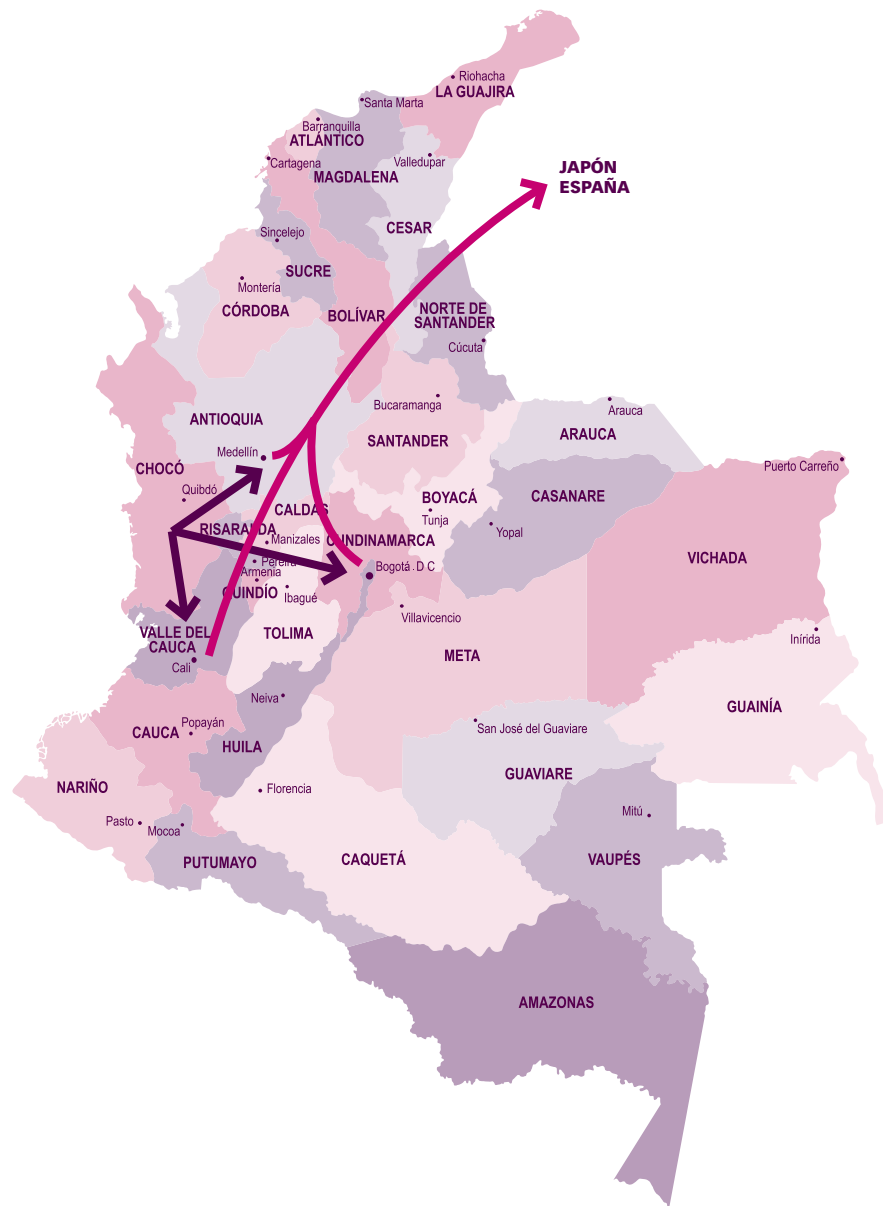 Riohacha
LA GUAJIRA
Santa Marta
Barranquilla
ATLÁNTICO
Cartagena
Valledupar
MAGDALENA
JAPÓN
ESPAÑA
CESAR
Sincelejo
SUCRE
Montería
CÓRDOBA
BOLÍVAR
NORTE DE
SANTANDER
Cúcuta
Bucaramanga
Arauca
ANTIOQUIA
SANTANDER
ARAUCA
Medellín
CHOCÓ
Puerto Carreño
Quibdó
BOYACÁ
CASANARE
CALDAS
Tunja
RISARALDA
Yopal
Manizales
CUNDINAMARCA
VICHADA
Pereira
Bogotá . D C
Armenia
QUINDÍO
Ibagué
Villavicencio
VALLE DEL
CAUCA
TOLIMA
Inírida
META
Cali
Neiva
GUAINÍA
Popayán
CAUCA
San José del Guaviare
HUILA
GUAVIARE
NARIÑO
Florencia
Mitú
Pasto
Mocoa
PUTUMAYO
CAQUETÁ
VAUPÉS
AMAZONAS